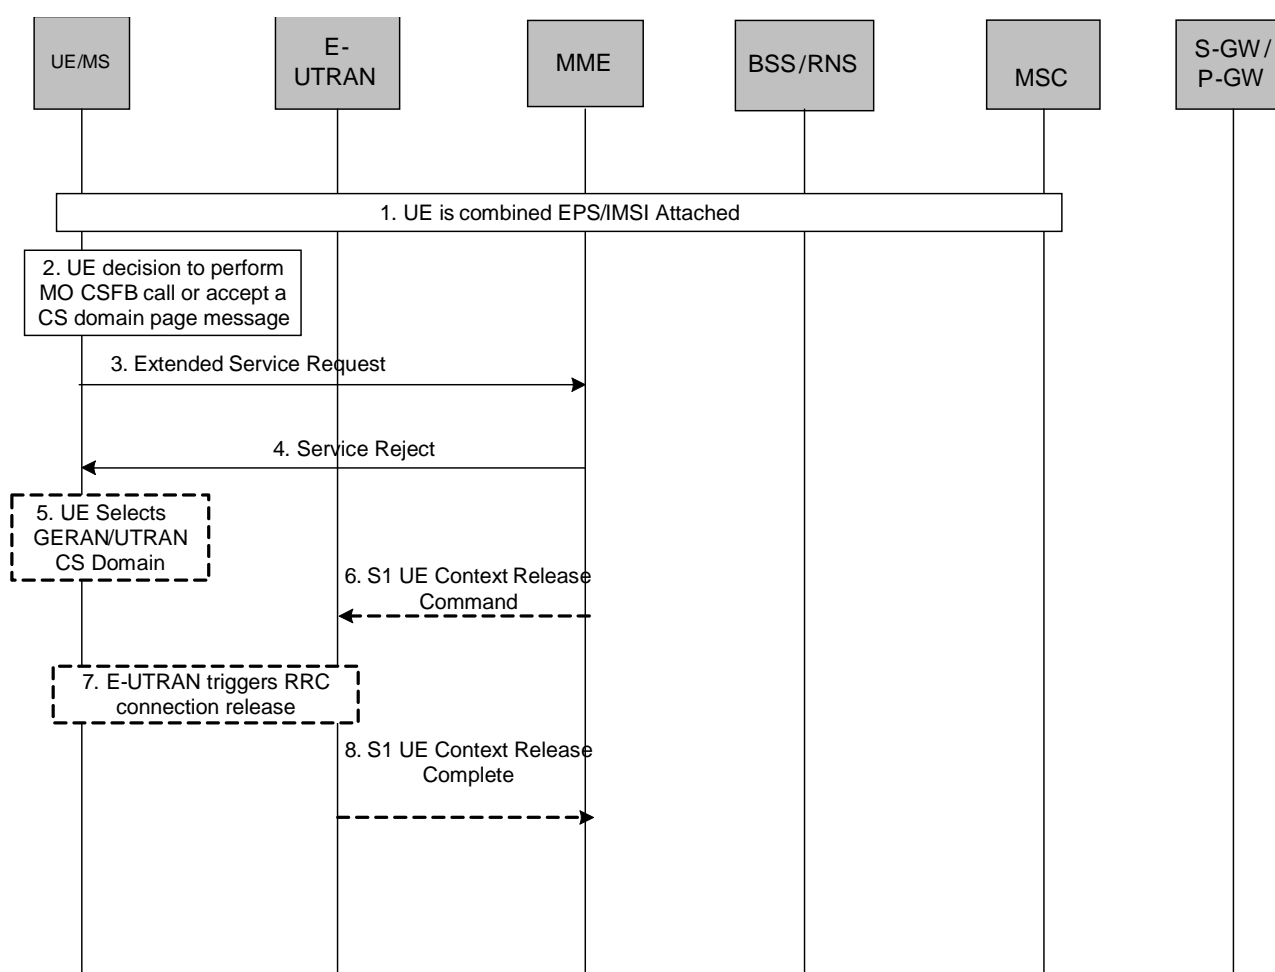 UE/MS
E-
UTRAN
MME
BSS/RNS
MSC
S-GW/
P-GW
1. UE is combined EPS/IMSI Attached
2. UE decision to perform
MO CSFB call or accept a
CS domain page message
3. Extended Service Request
4. Service Reject
5. UE Selects
GERAN/UTRAN
CS Domain
6. S1 UE Context Release
Command
7. E-UTRAN triggers RRC
connection release
8. S1 UE Context Release
Complete